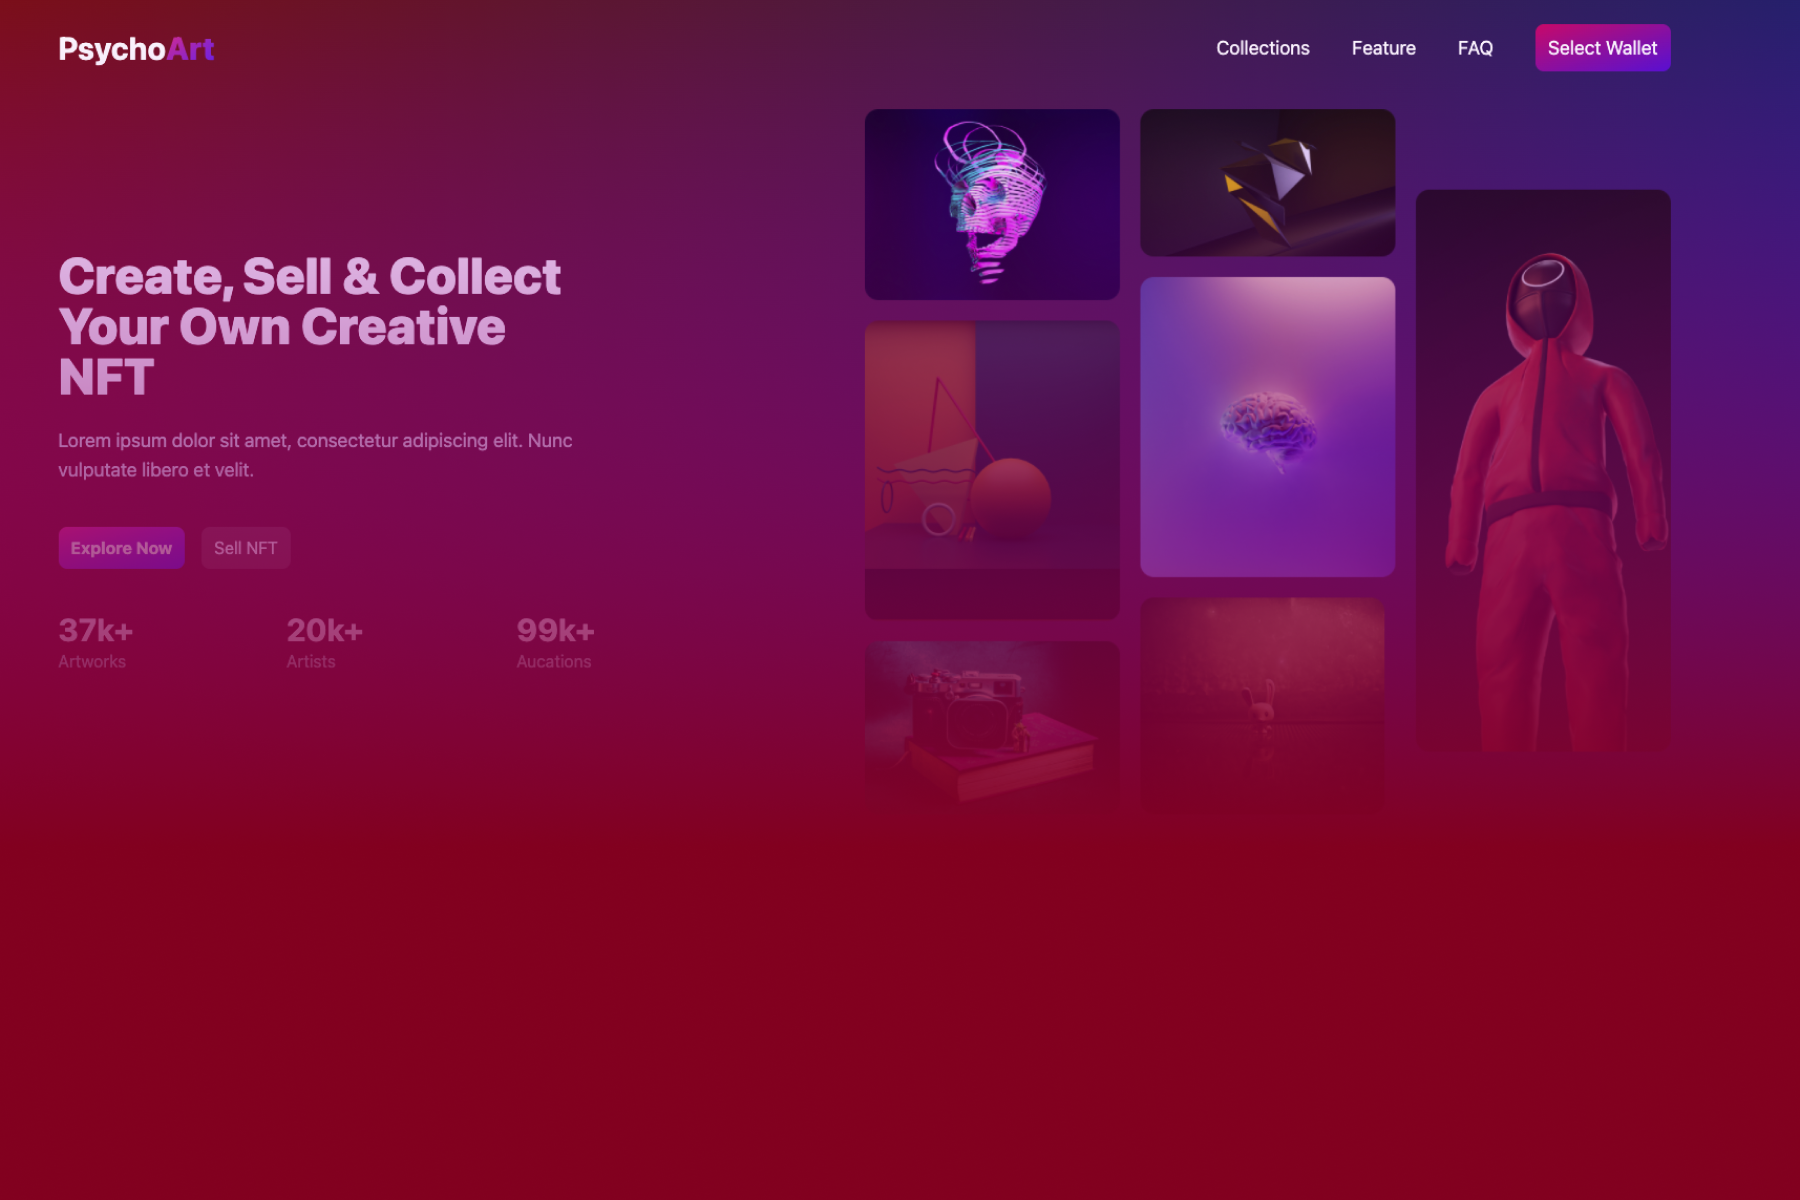 PsychoArt
Collections
Feature
FAQ
Select Wallet
Create, Sell & Collect
Your Own Creative
NFT
Lorem ipsum dolor sit amet, consectetur adipiscing elit. Nunc
vulputate libero et velit.
Explore Now
Sell NFT
37k+
Artworks
20k+
Artists
99k+
Aucations